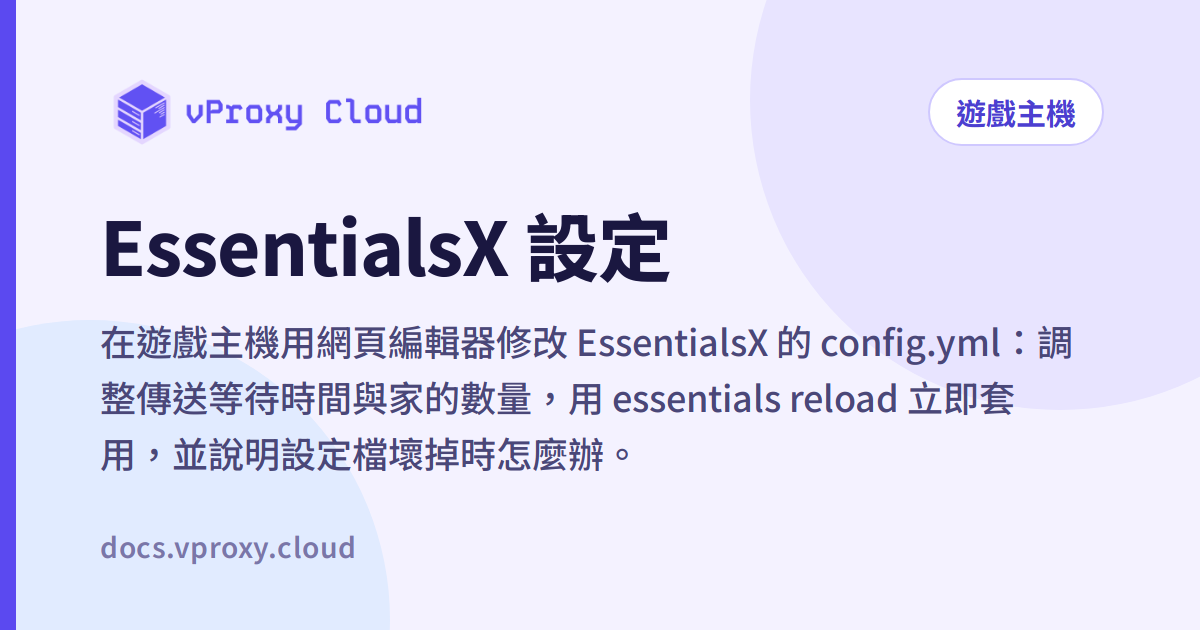 vProxy Cloud
遊戲主機
EssentialsX 設定
在遊戲主機用網頁編輯器修改 EssentialsX 的 config.yml：調
整傳送等待時間與家的數量，用 essentials reload 立即套
用，並說明設定檔壞掉時怎麼辦。
docs.vproxy.cloud